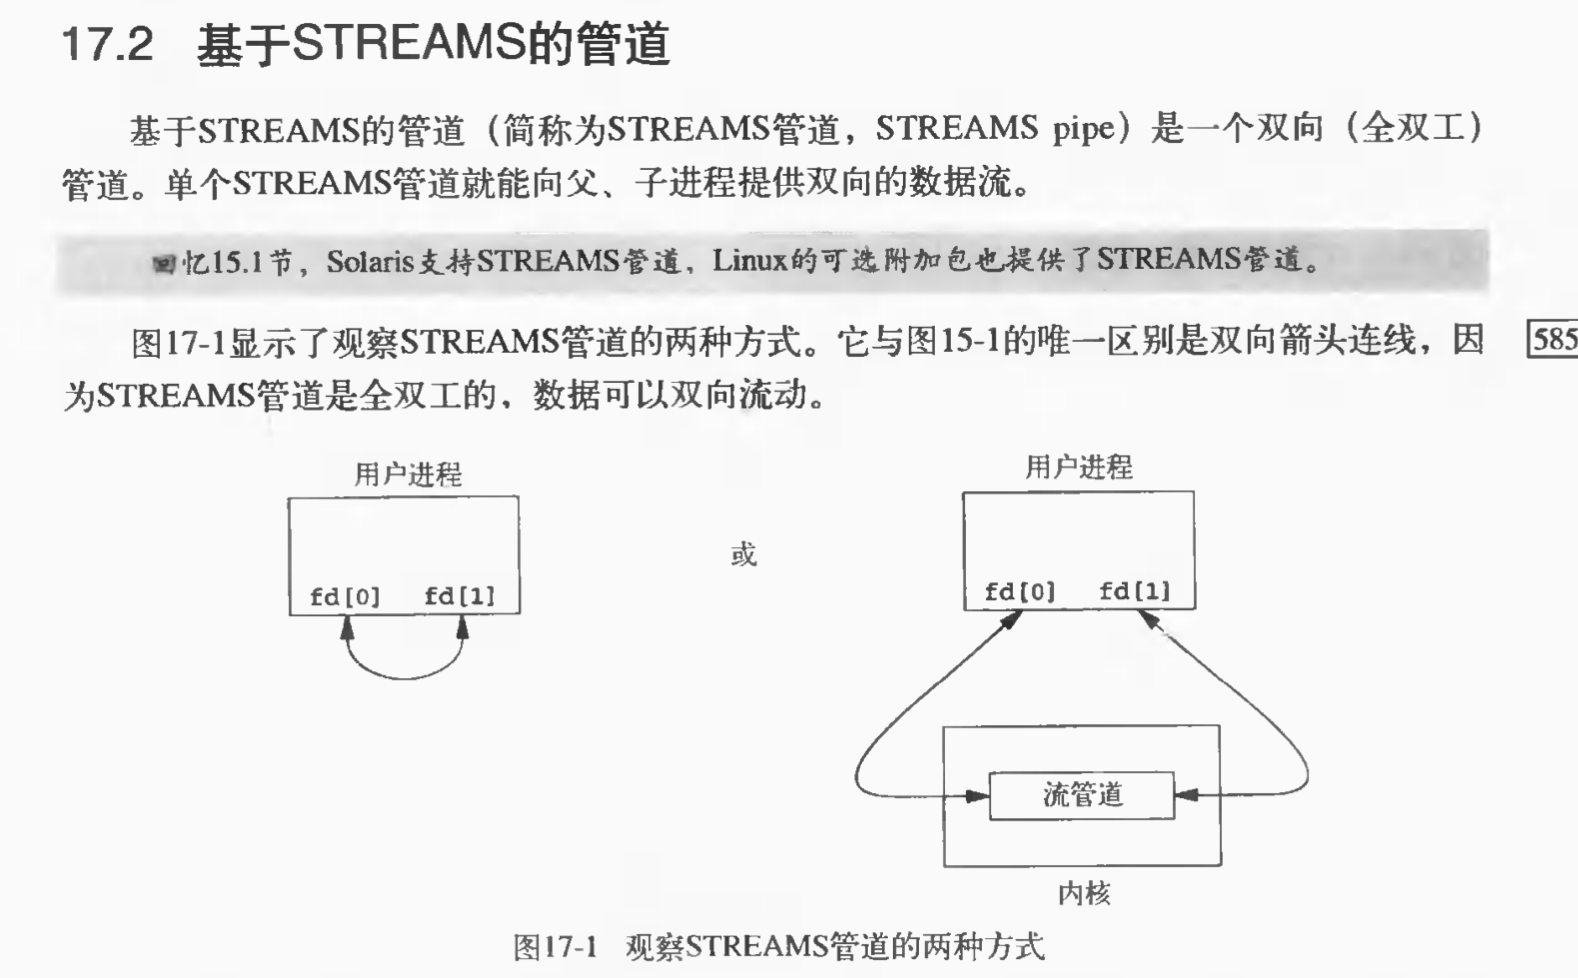 17.2 基于STREAMS的管道
基于STREAMS的管道（简称为STREAMS管道，STREAMS pipe）是一个双向（全双工）
管道。单个STREAMS管道就能向父、子进程提供双向的数据流。
回忆15.1节，Solaris支持STREAMS管道，Linux的可选附加包也提供了STREAMS管道。
图17-1显示了观察STREAMS管道的两种方式。它与图15-1的唯一区别是双向箭头连线，因
585
为STREAMS管道是全双工的，数据可以双向流动。
用户进程
fd[0] fd[1]
或
用户进程
fd[0] fd[1]
流管道
内核
图17-1 观察STREAMS管道的两种方式